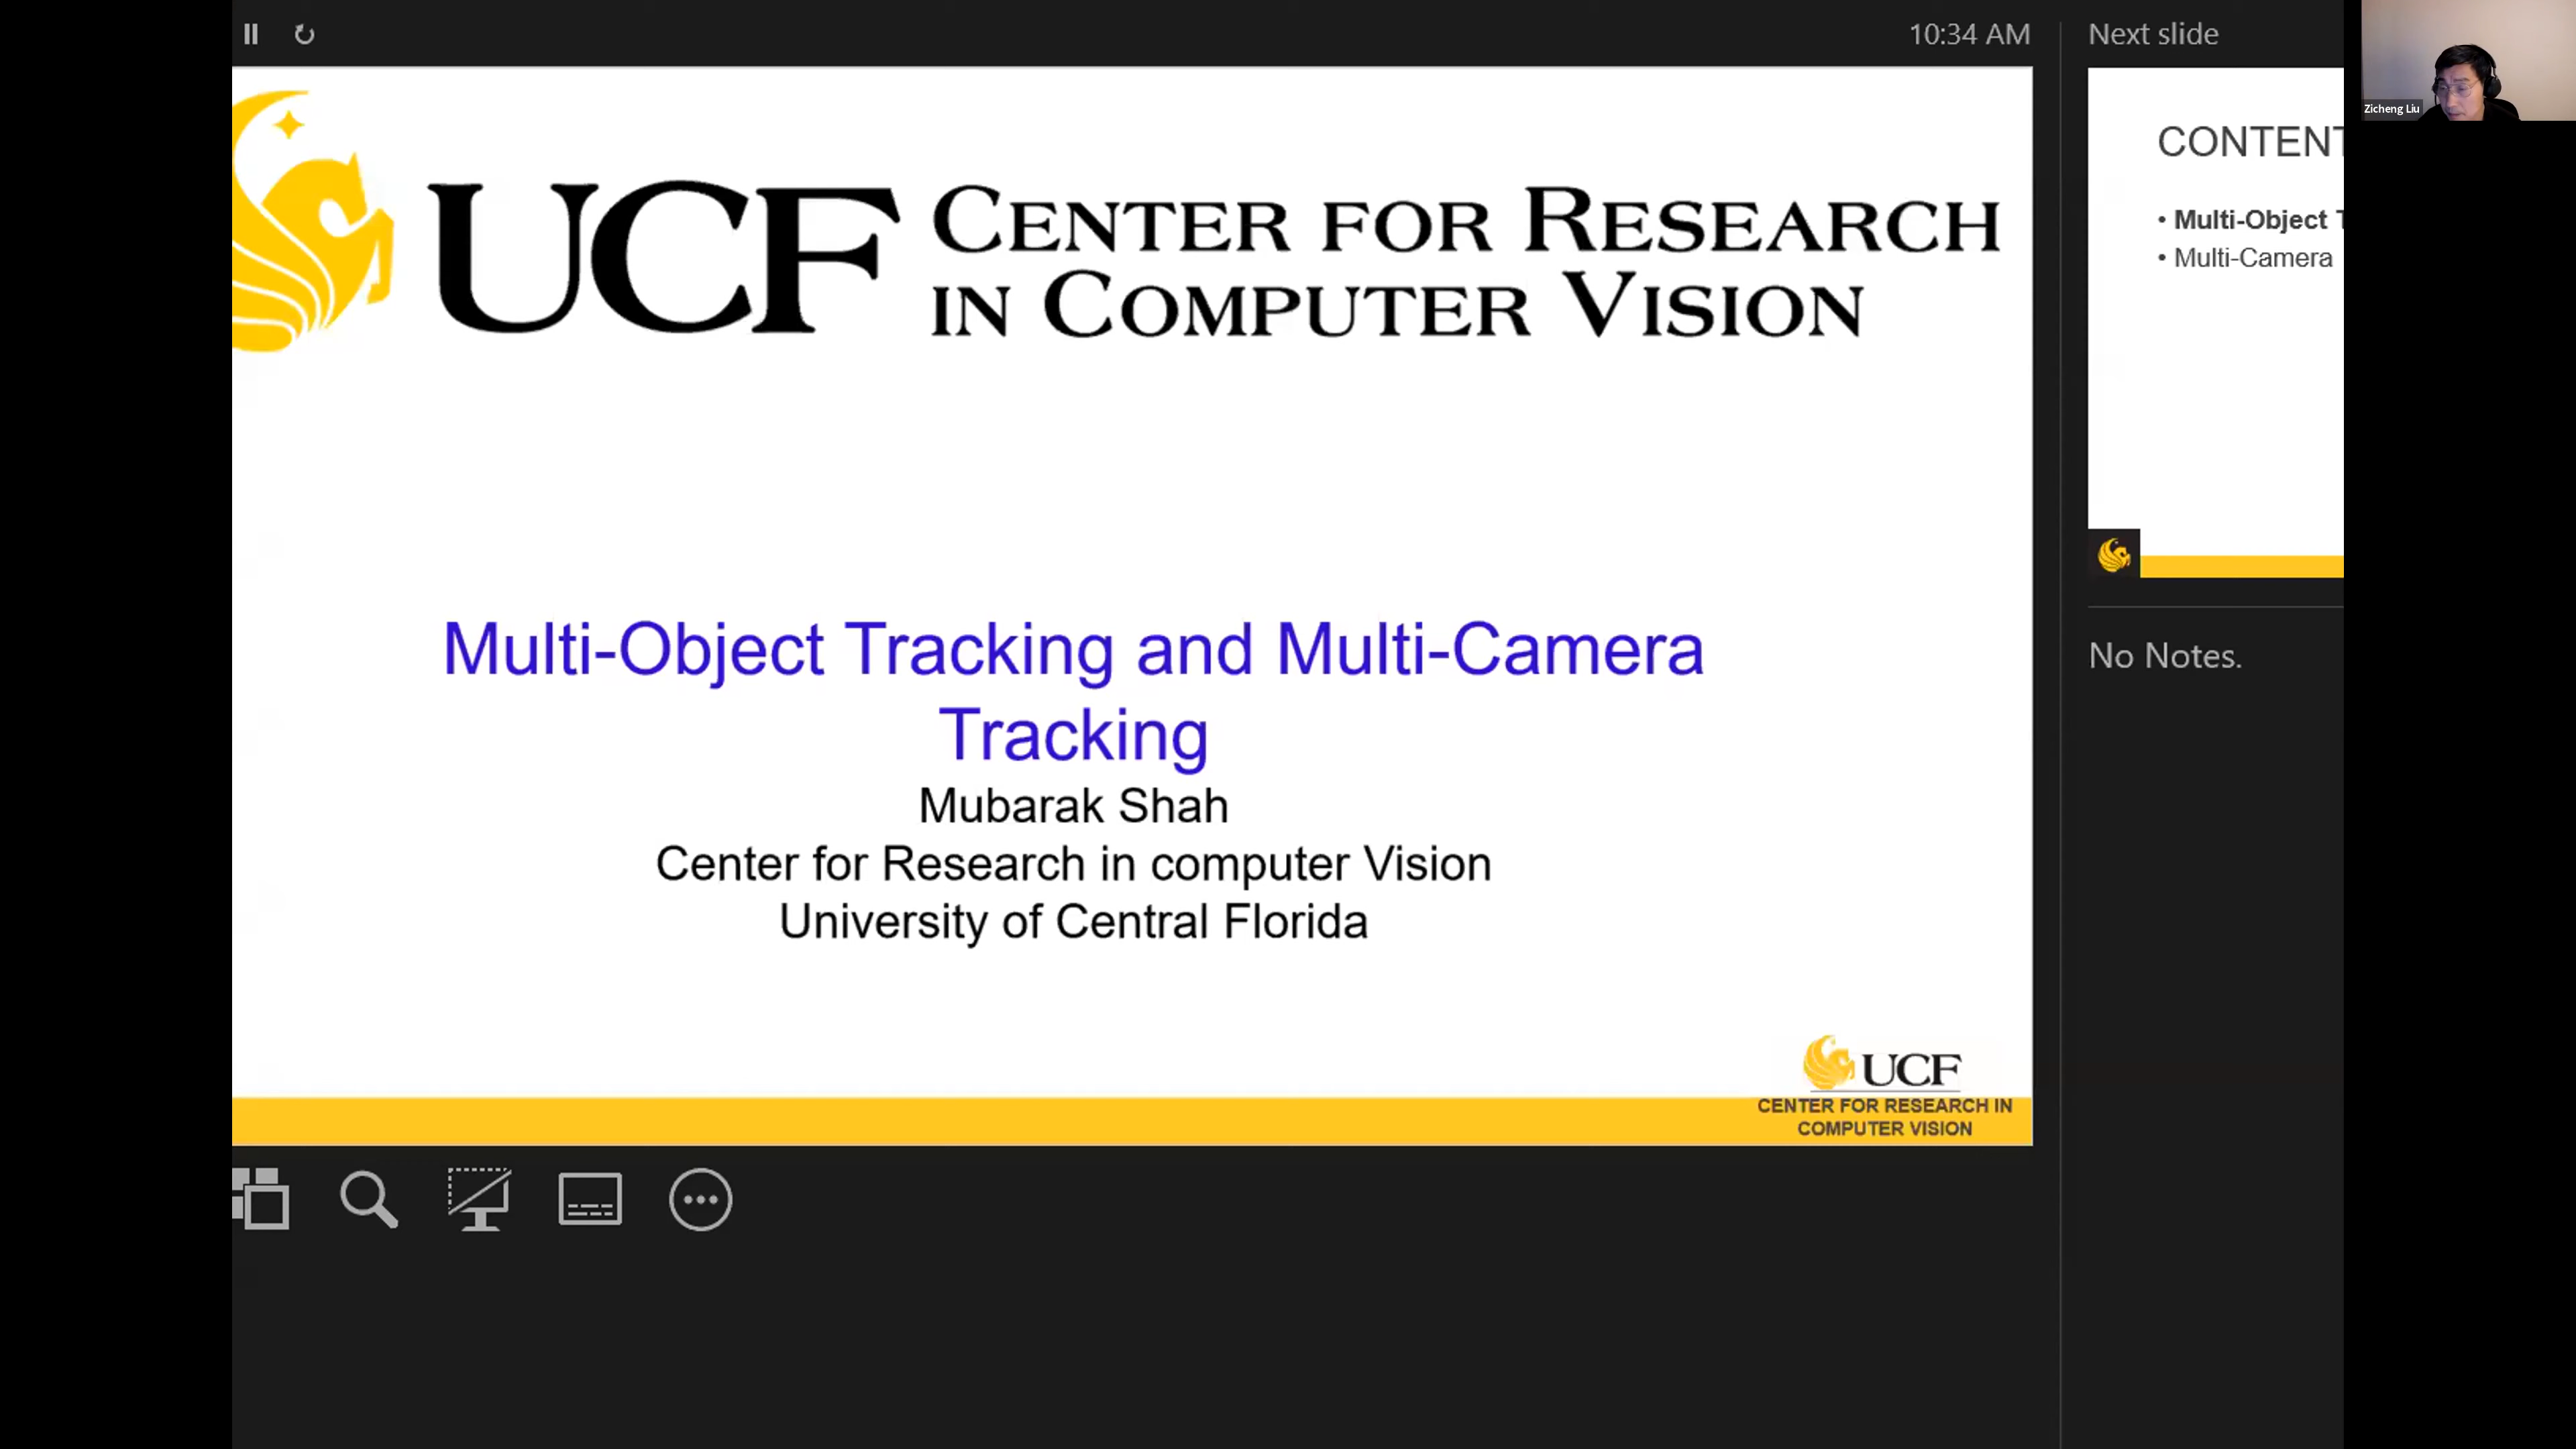 10:34 AM
Next slide
Zicheng Liu
UCF CENTER FOR RESEARCH
IN COMPUTER VISION
CONTENT
• Multi-Object T
• Multi-Camera
Multi-Object Tracking and Multi-Camera
Tracking
Mubarak Shah
Center for Research in computer Vision
University of Central Florida
UCF
CENTER FOR RESEARCH IN
COMPUTER VISION
No Notes.